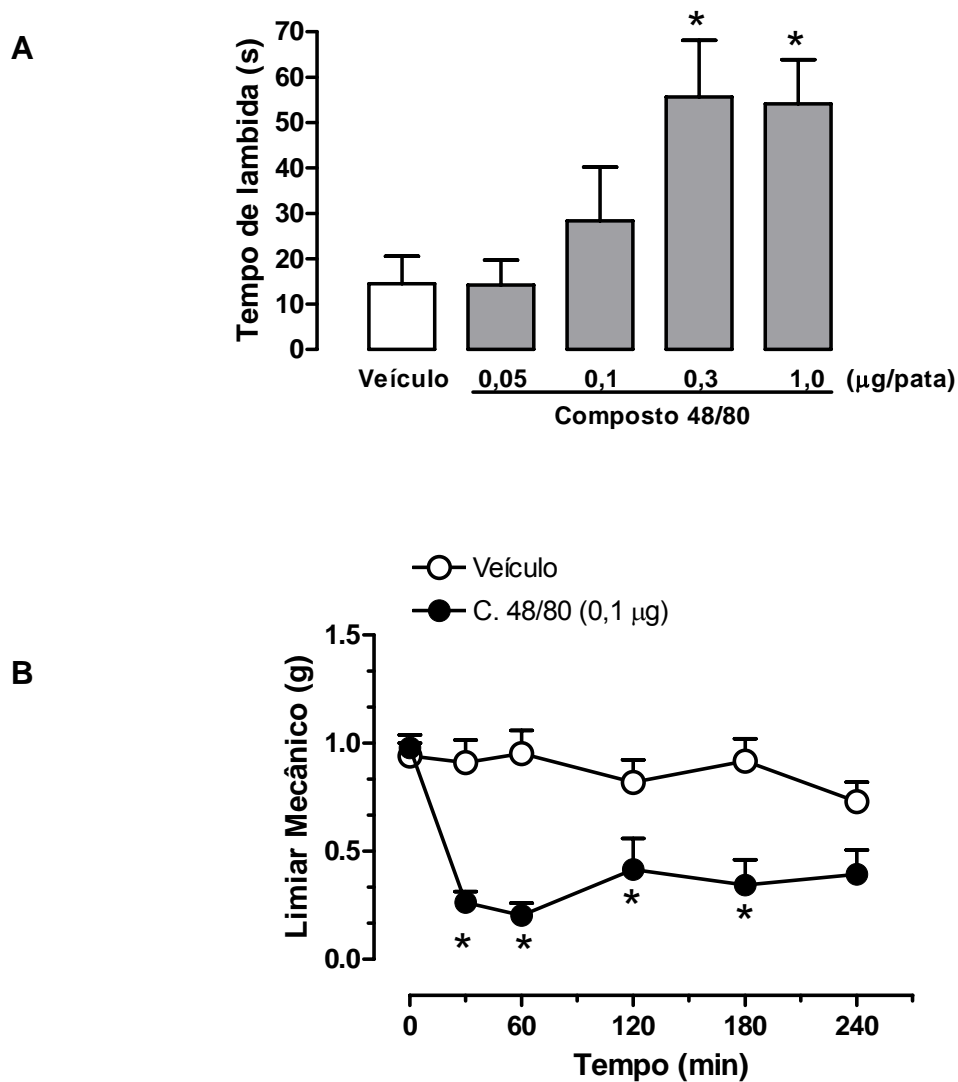 A
Tempo de lambida (s)
70
60
50
40
30
20
10
0
* *
Veículo 0,05 0,1 0,3 1,0 (μg/pata)
Composto 48/80
B
Veículo
C. 48/80 (0,1 μg)
Limiar Mecânico (g)
1.5
1.0
0.5
0.0
* * * *
0 60 120 180 240
Tempo (min)